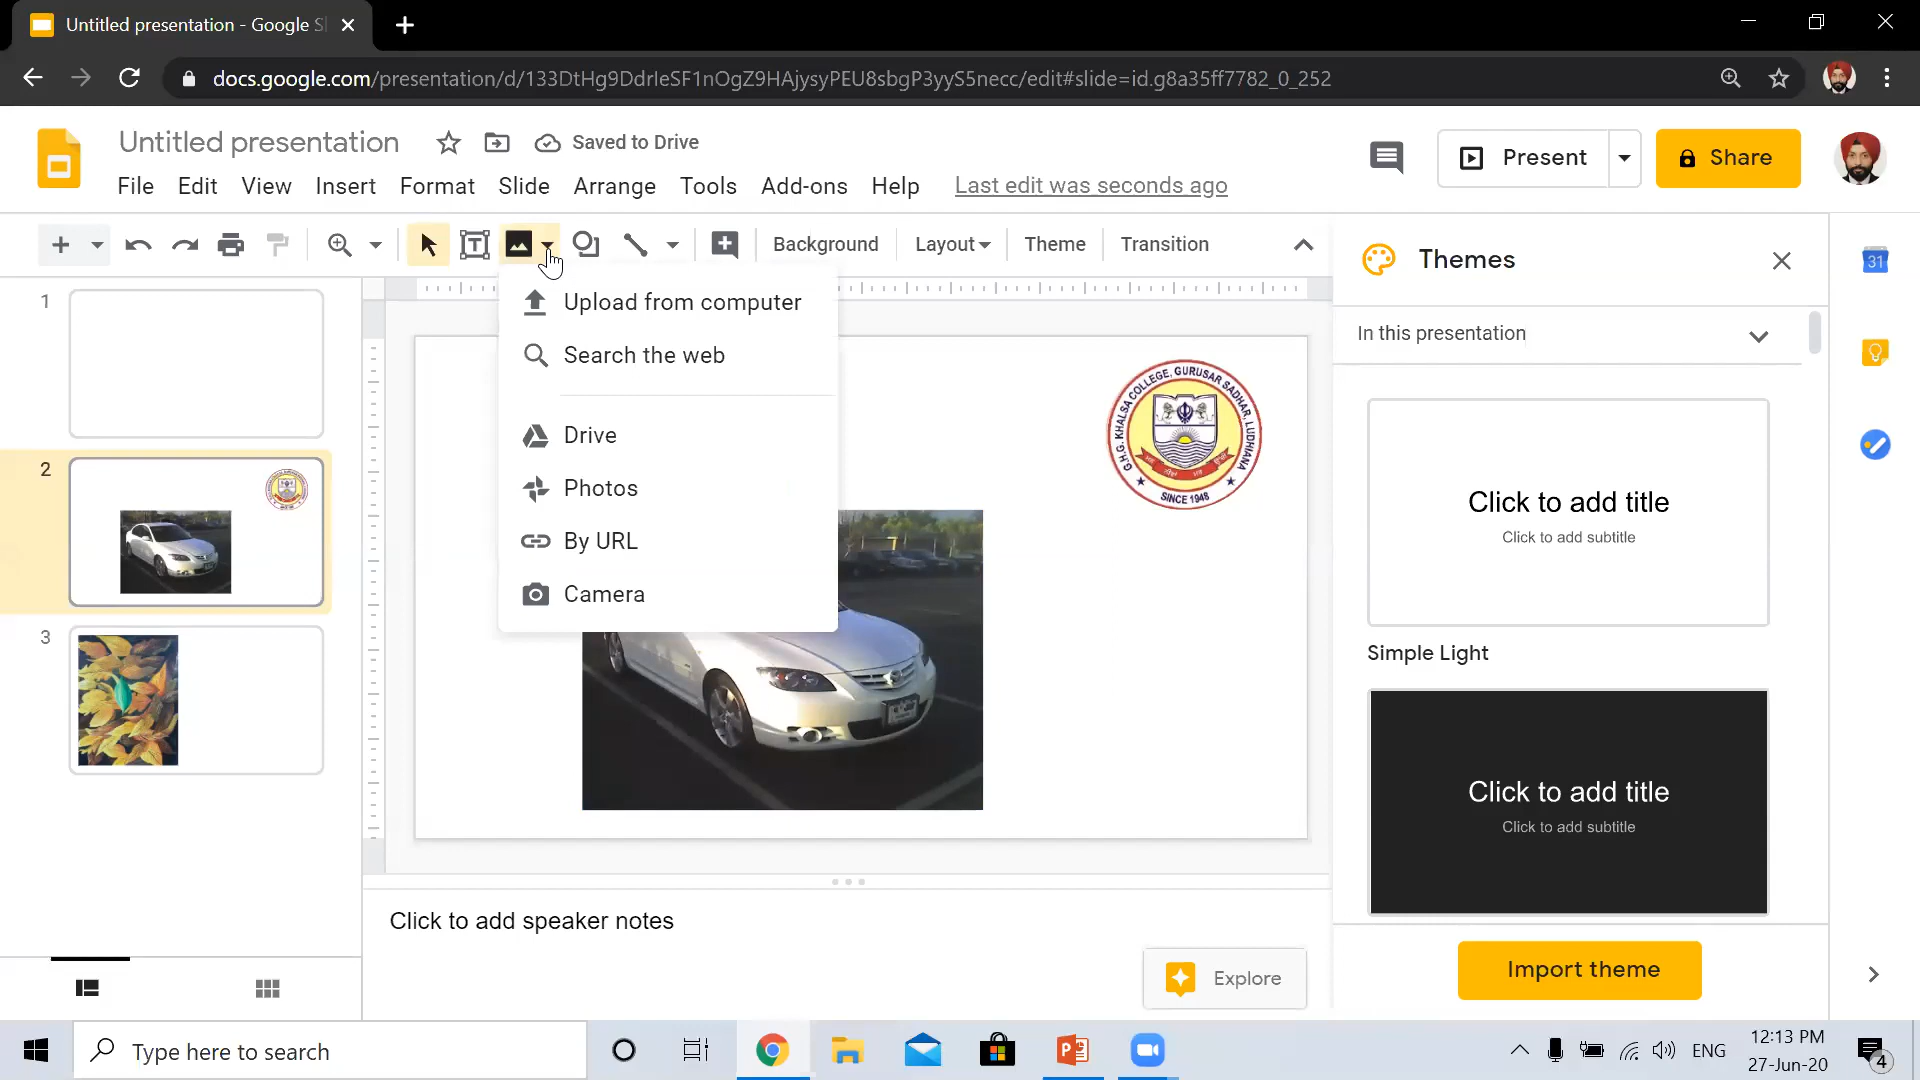 Untitled presentation - Google Sl
docs.google.com/presentation/d/133DtHg9DdrIeSF1nOgZ9HAjysyPEU8sbgP3yyS5necc/edit#slide=id.g8a35ff7782_0_252
Untitled presentation
Saved to Drive
Present
Share
File Edit View Insert Format Slide Arrange Tools Add-ons Help Last edit was seconds ago
Background Layout Theme Transition
Themes
31
Upload from computer
Search the web
Drive
Photos
By URL
Camera
1
2
3
G.H.G. KHALSA COLLEGE, GURUSAR SADHAR, LUDHIANA
SINCE 1948
In this presentation
Click to add title
Click to add subtitle
Simple Light
Click to add title
Click to add subtitle
Import theme
Click to add speaker notes
Explore
Type here to search
ENG
12:13 PM
27-Jun-20
4